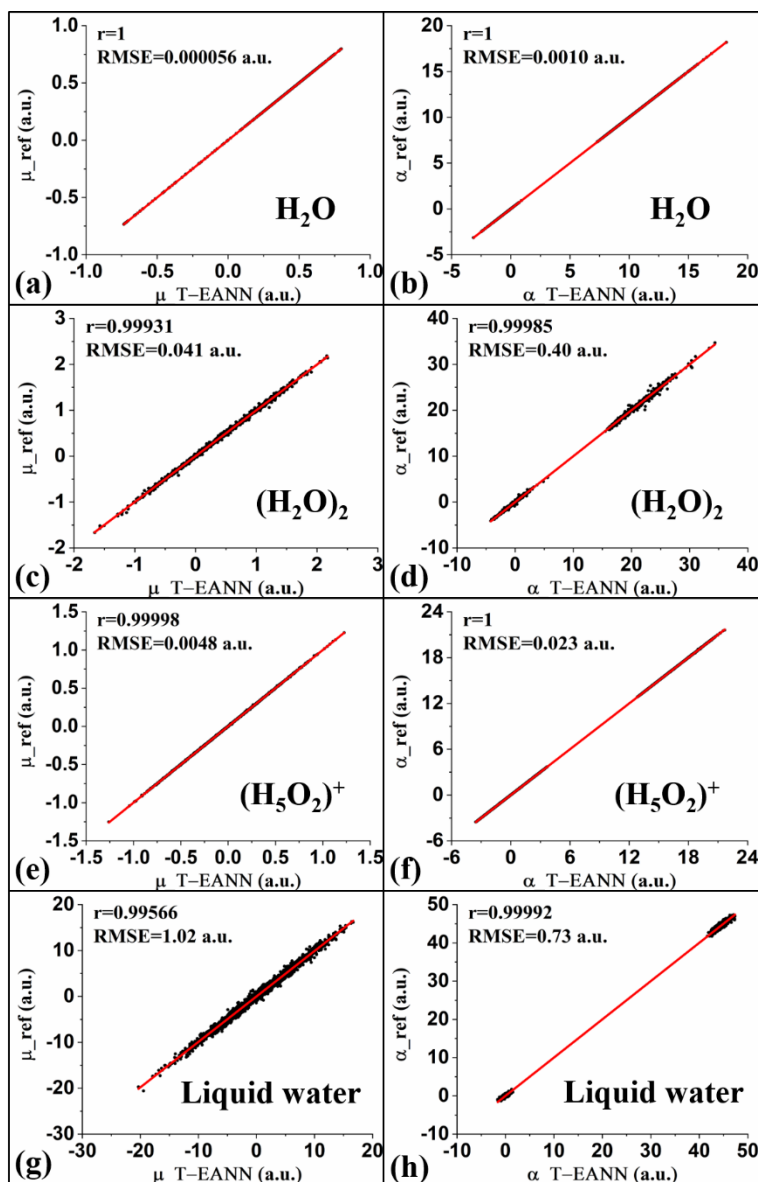 1.0
r=1
RMSE=0.000056 a.u.
0.5
μ_ref (a.u.)
0.0
-0.5
H₂O
-1.0
-1.0 -0.5 0.0 0.5 1.0
(a)
μ_T−EANN (a.u.)
20
r=1
RMSE=0.0010 a.u.
15
10
α_ref (a.u.)
5
0
H₂O
-5
-5 0 5 10 15 20
(b)
α_T−EANN (a.u.)
3
r=0.99931
RMSE=0.041 a.u.
2
1
μ_ref (a.u.)
0
-1
(H₂O)₂
-2
-2 -1 0 1 2 3
(c)
μ_T−EANN (a.u.)
40
r=0.99985
RMSE=0.40 a.u.
30
20
α_ref (a.u.)
10
0
(H₂O)₂
-10
-10 0 10 20 30 40
(d)
α_T−EANN (a.u.)
1.5
r=0.99998
RMSE=0.0048 a.u.
1.0
0.5
μ_ref (a.u.)
0.0
-0.5
-1.0
(H₅O₂)⁺
-1.5
-1.5 -1.0 -0.5 0.0 0.5 1.0 1.5
(e)
μ_T−EANN (a.u.)
24
r=1
RMSE=0.023 a.u.
18
12
α_ref (a.u.)
6
0
(H₅O₂)⁺
-6
-6 0 6 12 18 24
(f)
α_T−EANN (a.u.)
20
r=0.99566
RMSE=1.02 a.u.
10
0
μ_ref (a.u.)
-10
-20
Liquid water
-30
-30 -20 -10 0 10 20
(g)
μ_T−EANN (a.u.)
50
r=0.99992
RMSE=0.73 a.u.
40
30
α_ref (a.u.)
20
10
0
Liquid water
-10
-10 0 10 20 30 40 50
(h)
α_T−EANN (a.u.)